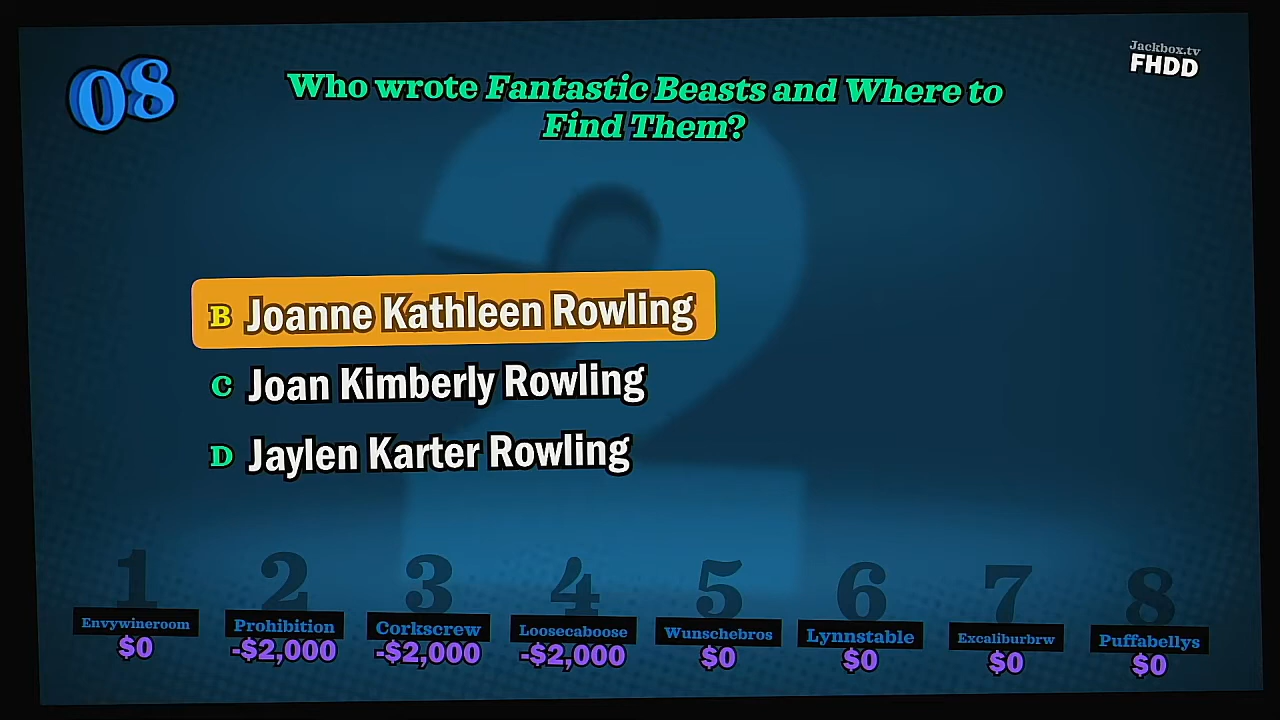 08
Jackbox.tv
FHDD
Who wrote Fantastic Beasts and Where to
Find Them?
B Joanne Kathleen Rowling
C Joan Kimberly Rowling
D Jaylen Karter Rowling
1 2 3 4 5 6 7 8
Envywineroom Prohibition Corkscrew Loosecaboose Wunschebros Lynnstable Excaliburbrw Puffabellys
$0 -$2,000 -$2,000 -$2,000 $0 $0 $0 $0